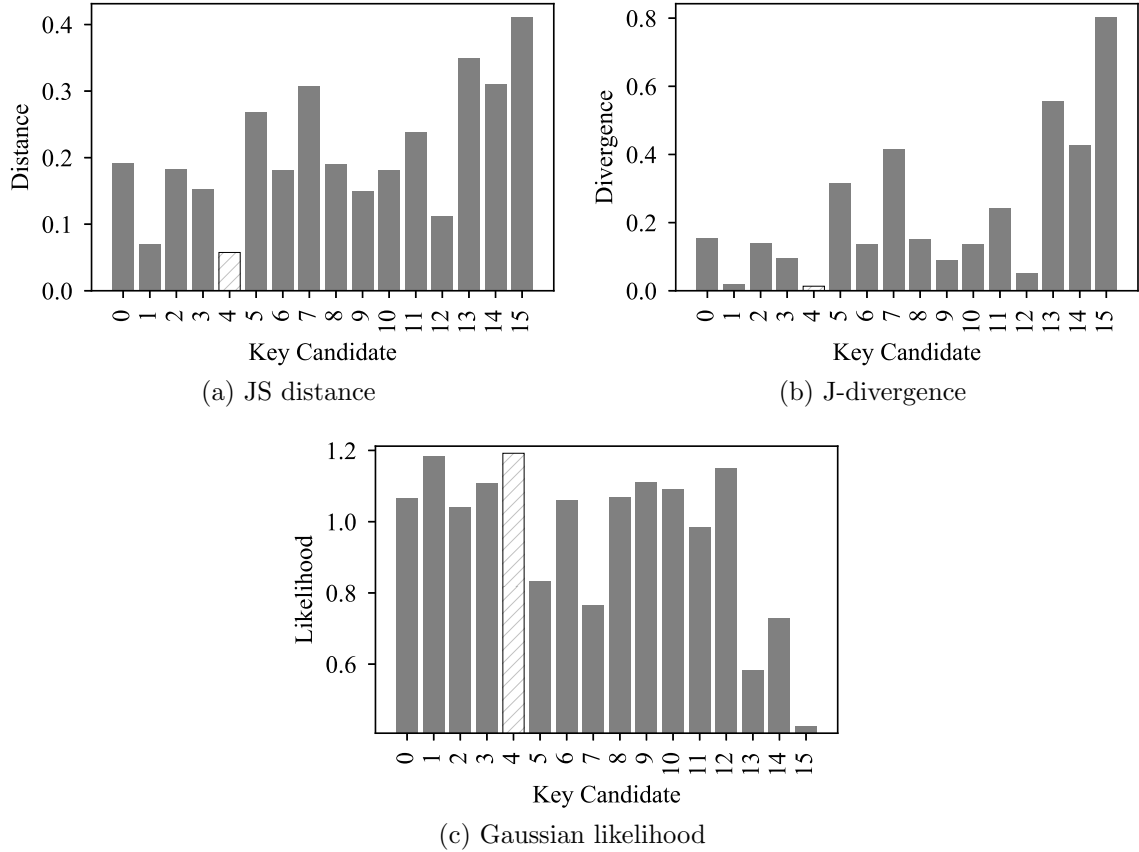 0.4
0.3
0.2
0.1
0.0
Distance
0 1 2 3 4 5 6 7 8 9 10 11 12 13 14 15
Key Candidate
(a) JS distance
0.8
0.6
0.4
0.2
0.0
Divergence
0 1 2 3 4 5 6 7 8 9 10 11 12 13 14 15
Key Candidate
(b) J-divergence
1.2
1.0
0.8
0.6
Likelihood
0 1 2 3 4 5 6 7 8 9 10 11 12 13 14 15
Key Candidate
(c) Gaussian likelihood